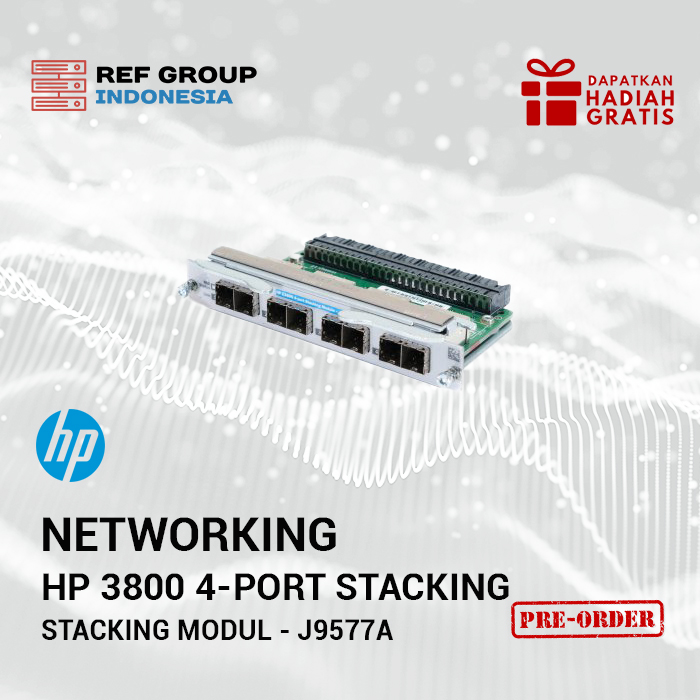 REF GROUP
INDONESIA
DAPATKAN
HADIAH
GRATIS
hp
NETWORKING
HP 3800 4-PORT STACKING
STACKING MODUL - J9577A
PRE-ORDER